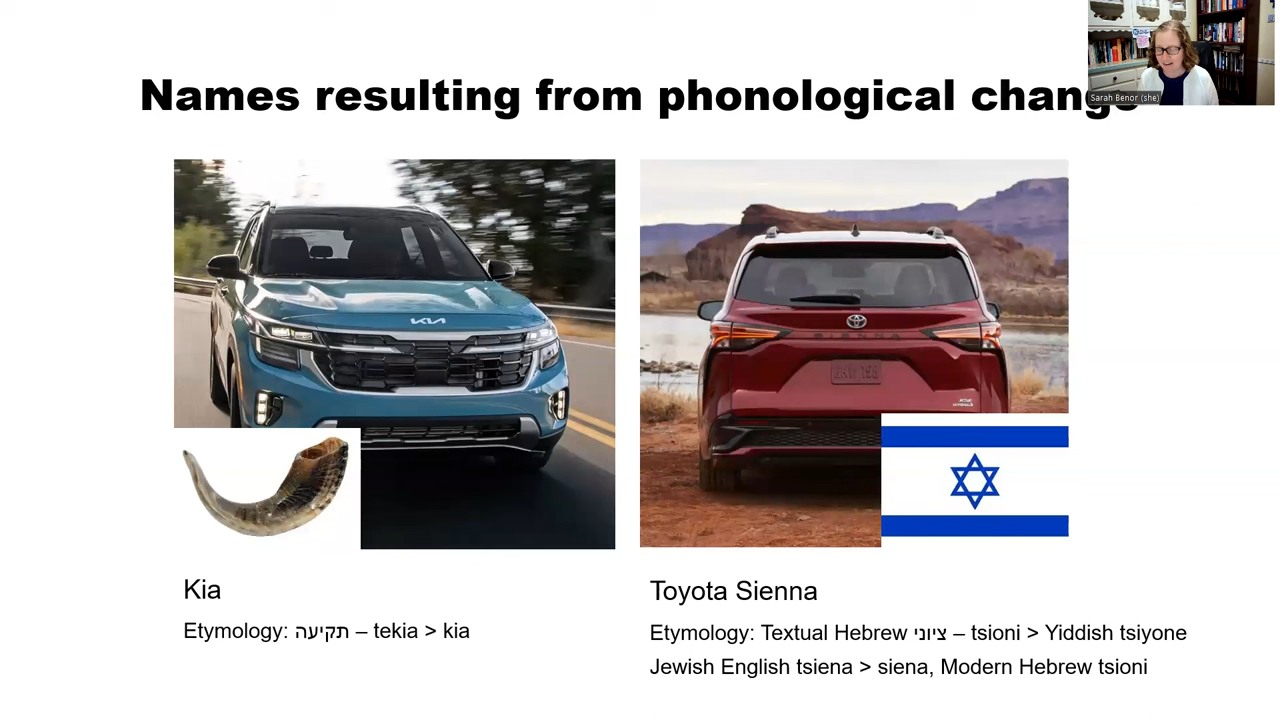 Names resulting from phonological change
Sarah Benor (she)
KIA
SIENNA
Kia
Etymology: תקיעה – tekia > kia
Toyota Sienna
Etymology: Textual Hebrew ציוני – tsioni > Yiddish tsiyone
Jewish English tsiena > siena, Modern Hebrew tsioni